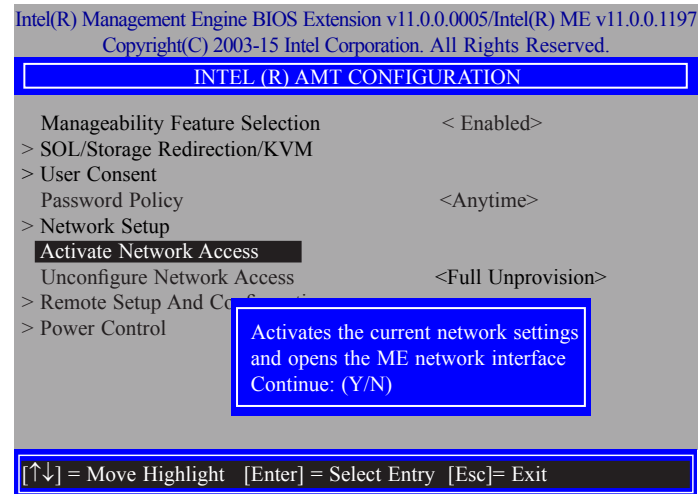 Intel(R) Management Engine BIOS Extension v11.0.0.0005/Intel(R) ME v11.0.0.1197
Copyright(C) 2003-15 Intel Corporation. All Rights Reserved.
INTEL (R) AMT CONFIGURATION
Manageability Feature Selection < Enabled>
> SOL/Storage Redirection/KVM
> User Consent
Password Policy <Anytime>
> Network Setup
Activate Network Access
Unconfigure Network Access <Full Unprovision>
> Remote Setup And
> Power Control
Activates the current network settings
and opens the ME network interface
Continue: (Y/N)
[↑↓] = Move Highlight [Enter] = Select Entry [Esc]= Exit